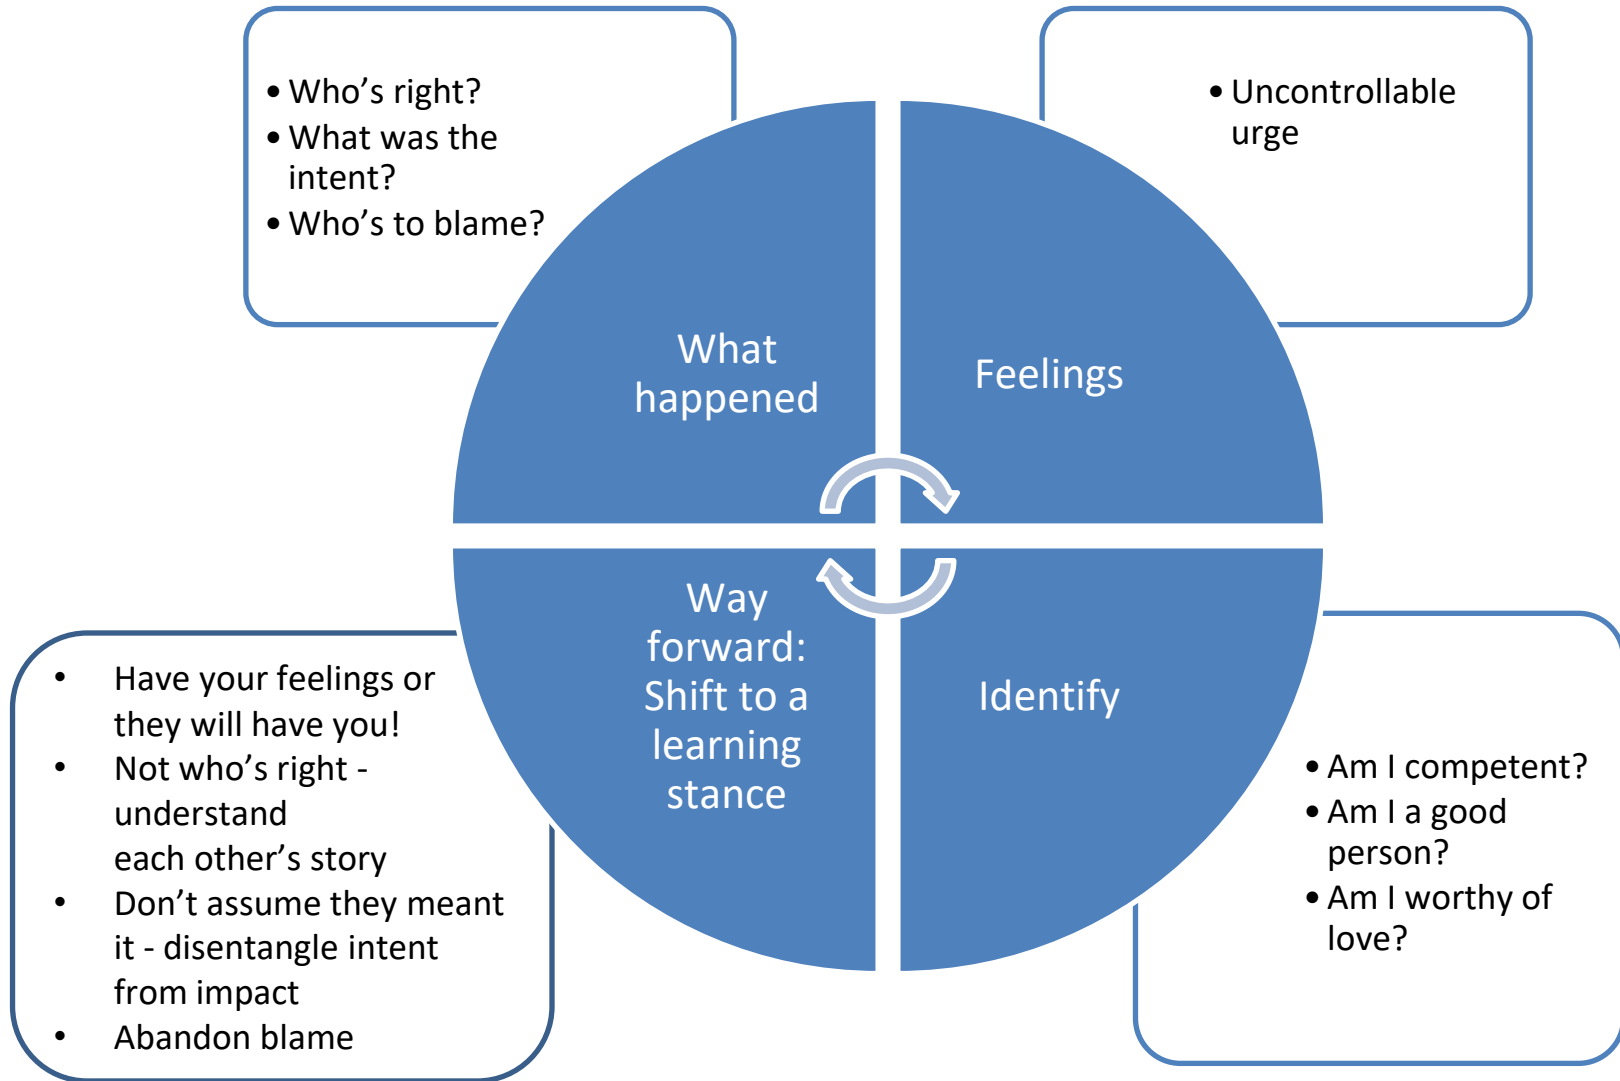 • Who’s right?
• What was the
intent?
• Who’s to blame?
• Uncontrollable
urge
What
happened
Feelings
Way
forward:
Shift to a
learning
stance
Identify
• Have your feelings or
they will have you!
• Not who’s right -
understand
each other’s story
• Don’t assume they meant
it - disentangle intent
from impact
• Abandon blame
• Am I competent?
• Am I a good
person?
• Am I worthy of
love?